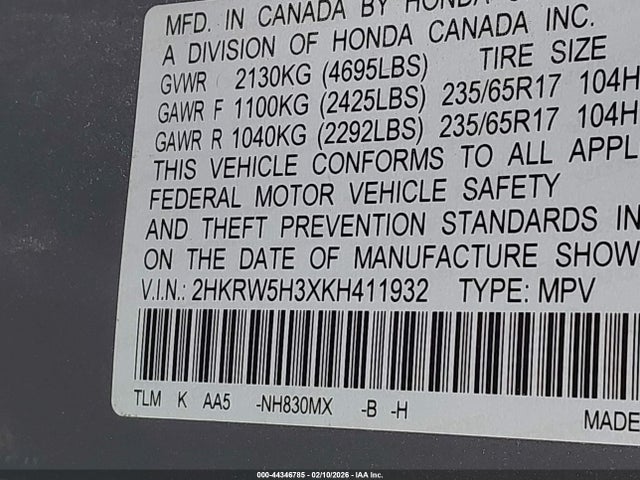 MFD. IN CANADA BY HONDA
A DIVISION OF HONDA CANADA INC.
GVWR 2130KG (4695LBS) TIRE SIZE
GAWR F 1100KG (2425LBS) 235/65R17 104H
GAWR R 1040KG (2292LBS) 235/65R17 104H
THIS VEHICLE CONFORMS TO ALL APPL
FEDERAL MOTOR VEHICLE SAFETY
AND THEFT PREVENTION STANDARDS IN
ON THE DATE OF MANUFACTURE SHOW
V.I.N.: 2HKRW5H3XKH411932 TYPE: MPV
TLM K AA5 -NH830MX -B -H
MADE
000-44346785 - 02/10/2026 - IAA Inc.